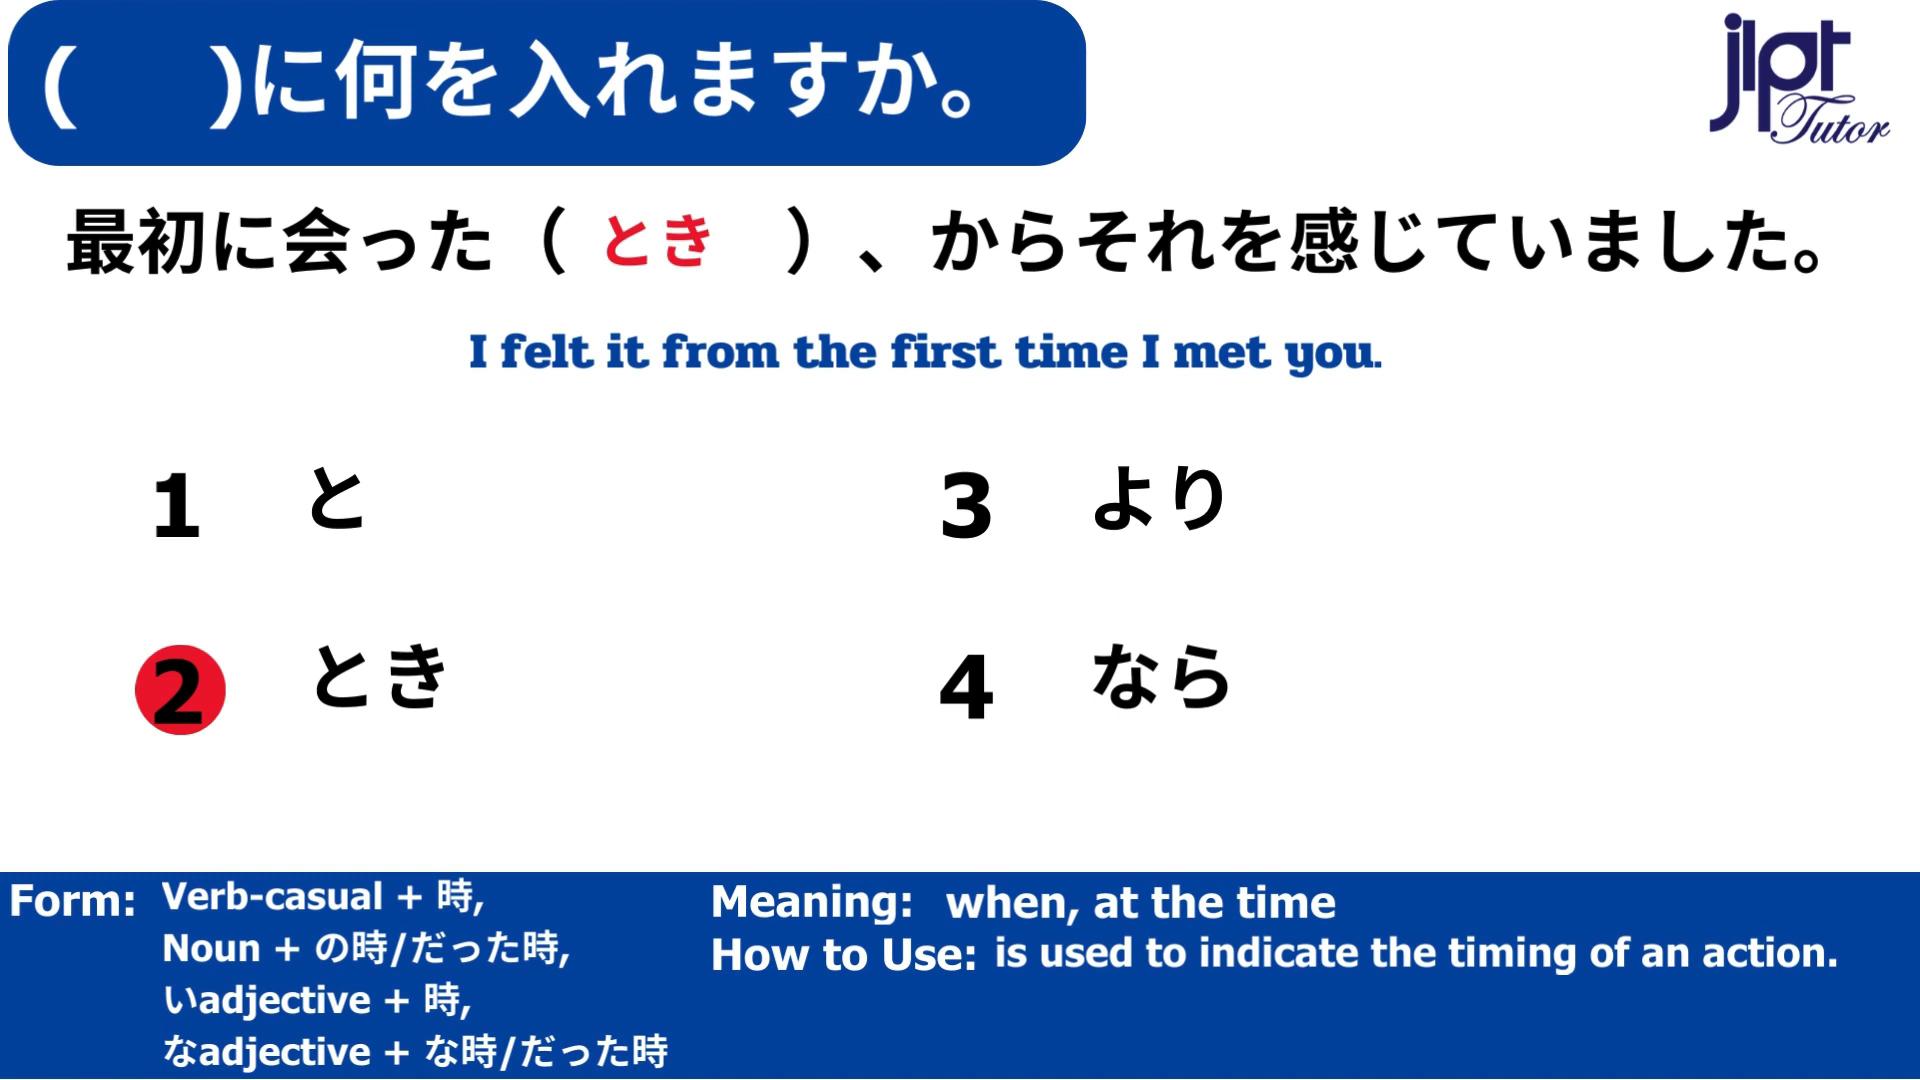 (　　)に何を入れますか。
jlpt
Tutor
最初に会った（ とき 　）、からそれを感じていました。
I felt it from the first time I met you.
1 と
3 より
2 とき
4 なら
Form: Verb-casual + 時,
Noun + の時/だった時,
いadjective + 時,
なadjective + な時/だった時
Meaning: when, at the time
How to Use: is used to indicate the timing of an action.